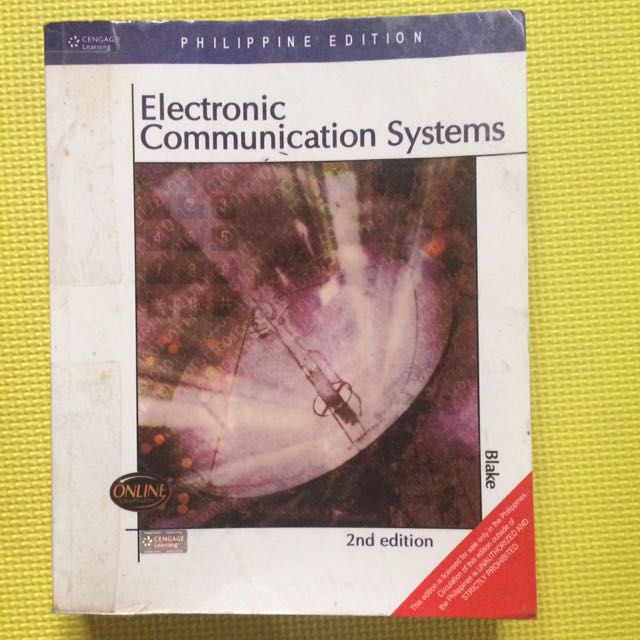 CENGAGE
Learning
PHILIPPINE EDITION
Electronic
Communication Systems
Blake
ONLINE
COMPANION
CENGAGE
Learning
2nd edition
This edition is licensed for sale only in the Philippines.
Circulation of this edition outside of
the Philippines is UNAUTHORIZED AND
STRICTLY PROHIBITED